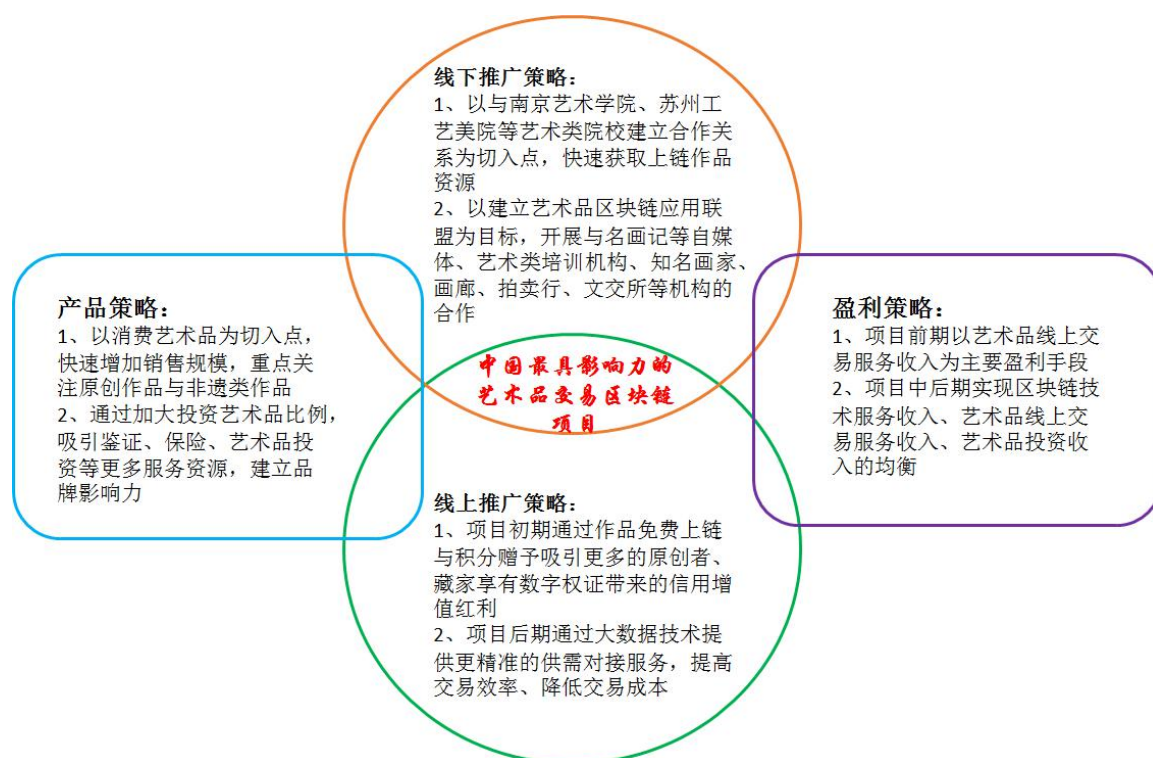 线下推广策略：
1、以与南京艺术学院、苏州工
艺美院等艺术类院校建立合作关
系为切入点，快速获取上链作品
资源
2、以建立艺术品区块链应用联
盟为目标，开展与名画记等自媒
体、艺术类培训机构、知名画家、
画廊、拍卖行、文交所等机构的
合作
产品策略：
1、以消费艺术品为切入点，
快速增加销售规模，重点关
注原创作品与非遗类作品
2、通过加大投资艺术品比例，
吸引鉴证、保险、艺术品投
资等更多服务资源，建立品
牌影响力
中国最具影响力的
艺术品交易区块链
项目
盈利策略：
1、项目前期以艺术品线上交
易服务收入为主要盈利手段
2、项目中后期实现区块链技
术服务收入、艺术品线上交
易服务收入、艺术品投资收
入的均衡
线上推广策略：
1、项目初期通过作品免费上链
与积分赠予吸引更多的原创者、
藏家享有数字权证带来的信用增
值红利
2、项目后期通过大数据技术提
供更精准的供需对接服务，提高
交易效率、降低交易成本